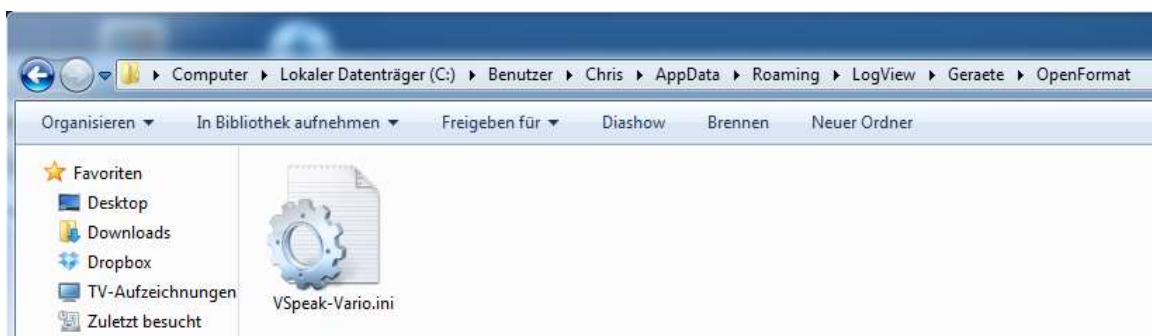 Computer ▸ Lokaler Datenträger (C:) ▸ Benutzer ▸ Chris ▸ AppData ▸ Roaming ▸ LogView ▸ Geraete ▸ OpenFormat
Organisieren ▾ In Bibliothek aufnehmen ▾ Freigeben für ▾ Diashow Brennen Neuer Ordner
Favoriten
Desktop
Downloads
Dropbox
TV-Aufzeichnungen
Zuletzt besucht
VSpeak-Vario.ini